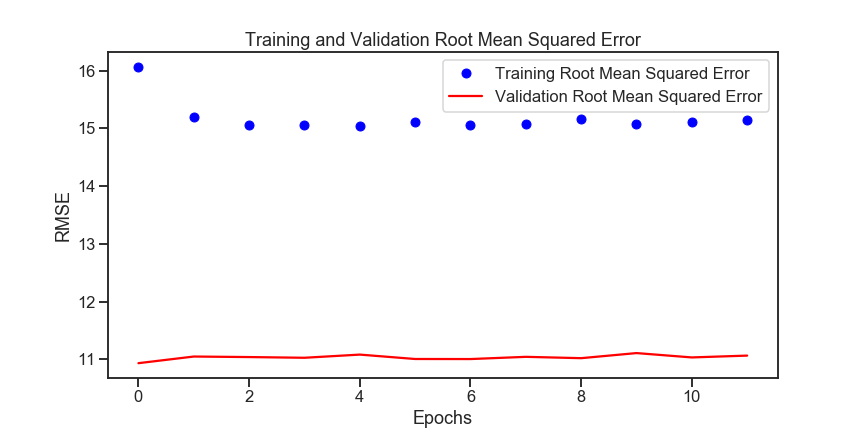 Training and Validation Root Mean Squared Error
Training Root Mean Squared Error
Validation Root Mean Squared Error
RMSE
16
15
14
13
12
11
0 2 4 6 8 10
Epochs